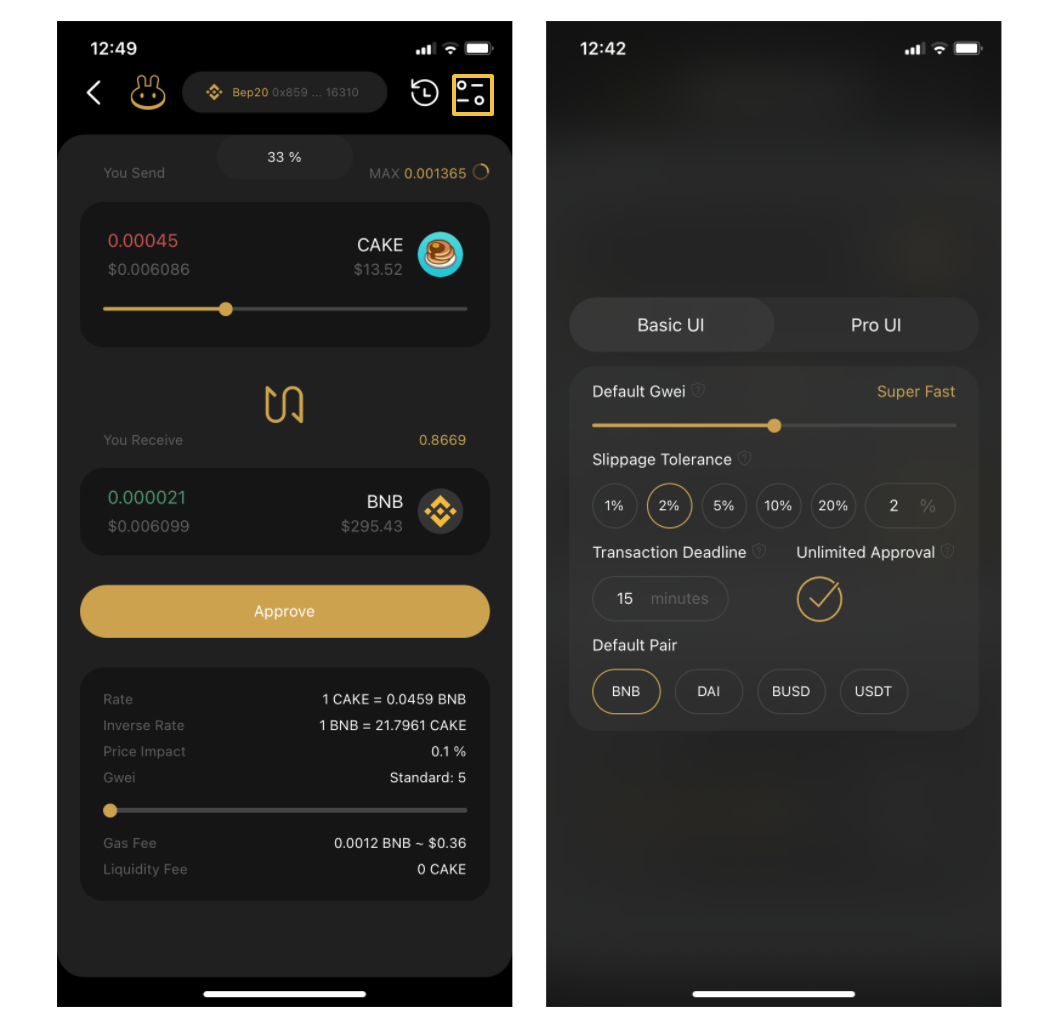 12:49
Bep20 0x859 ... 16310
33 %
You Send
MAX 0.001365
0.00045
CAKE
$0.006086
$13.52
You Receive
0.8669
0.000021
BNB
$0.006099
$295.43
Approve
Rate
1 CAKE = 0.0459 BNB
Inverse Rate
1 BNB = 21.7961 CAKE
Price Impact
0.1 %
Gwei
Standard: 5
Gas Fee
0.0012 BNB ~ $0.36
Liquidity Fee
0 CAKE
12:42
Basic UI
Pro UI
Default Gwei ?
Super Fast
Slippage Tolerance ?
1%
2%
5%
10%
20%
2 %
Transaction Deadline ?
Unlimited Approval ?
15 minutes
Default Pair
BNB
DAI
BUSD
USDT